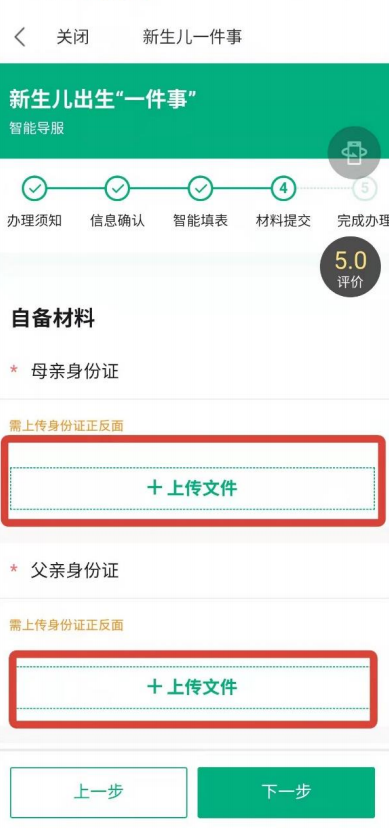 关闭 新生儿一件事
新生儿出生“一件事”
智能导服
4 5
办理须知 信息确认 智能填表 材料提交 完成办理
5.0
评价
自备材料
* 母亲身份证
需上传身份证正反面
+上传文件
* 父亲身份证
需上传身份证正反面
+上传文件
上一步 下一步